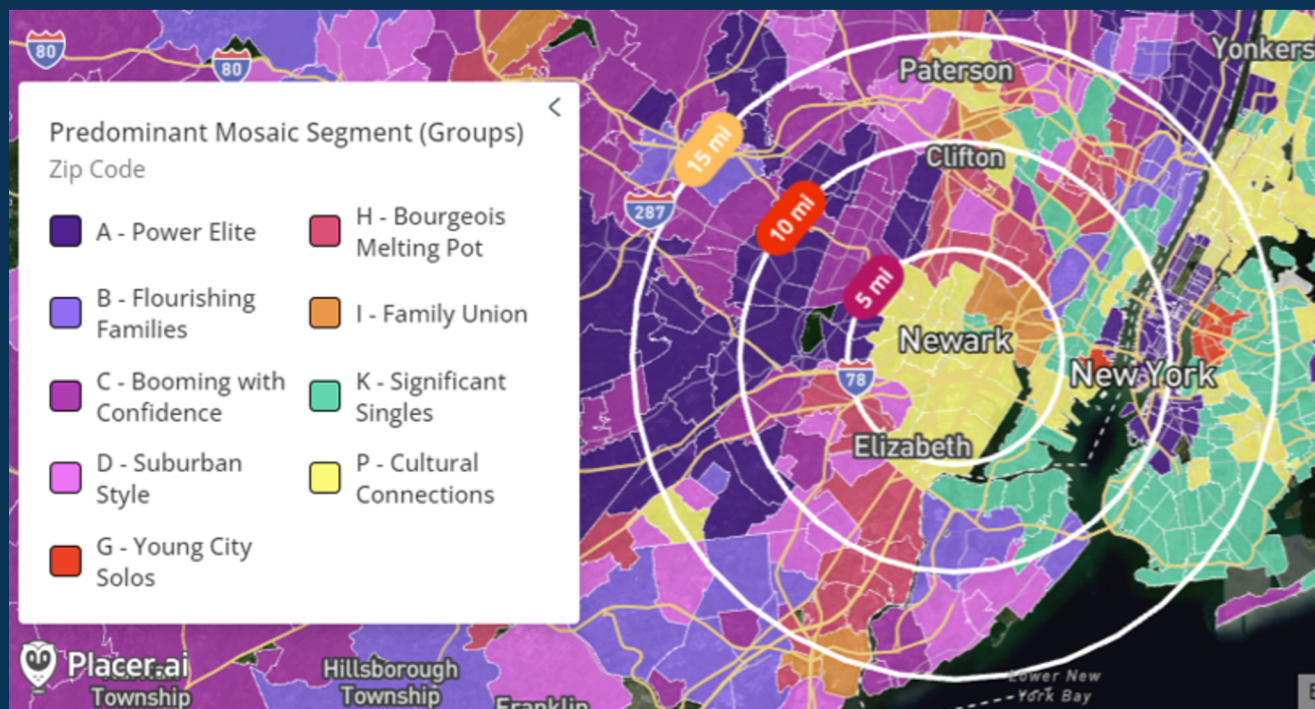 80
80
Paterson
Yonkers
Predominant Mosaic Segment (Groups)
Zip Code
A - Power Elite
B - Flourishing
Families
C - Booming with
Confidence
D - Suburban
Style
G - Young City
Solos
H - Bourgeois
Melting Pot
I - Family Union
K - Significant
Singles
P - Cultural
Connections
15 mi
Clifton
287
10 mi
5 mi
Newark
78
New York
Elizabeth
Placer.ai
Township
Hillsborough
Township
Franklin
Lower New
York Bay